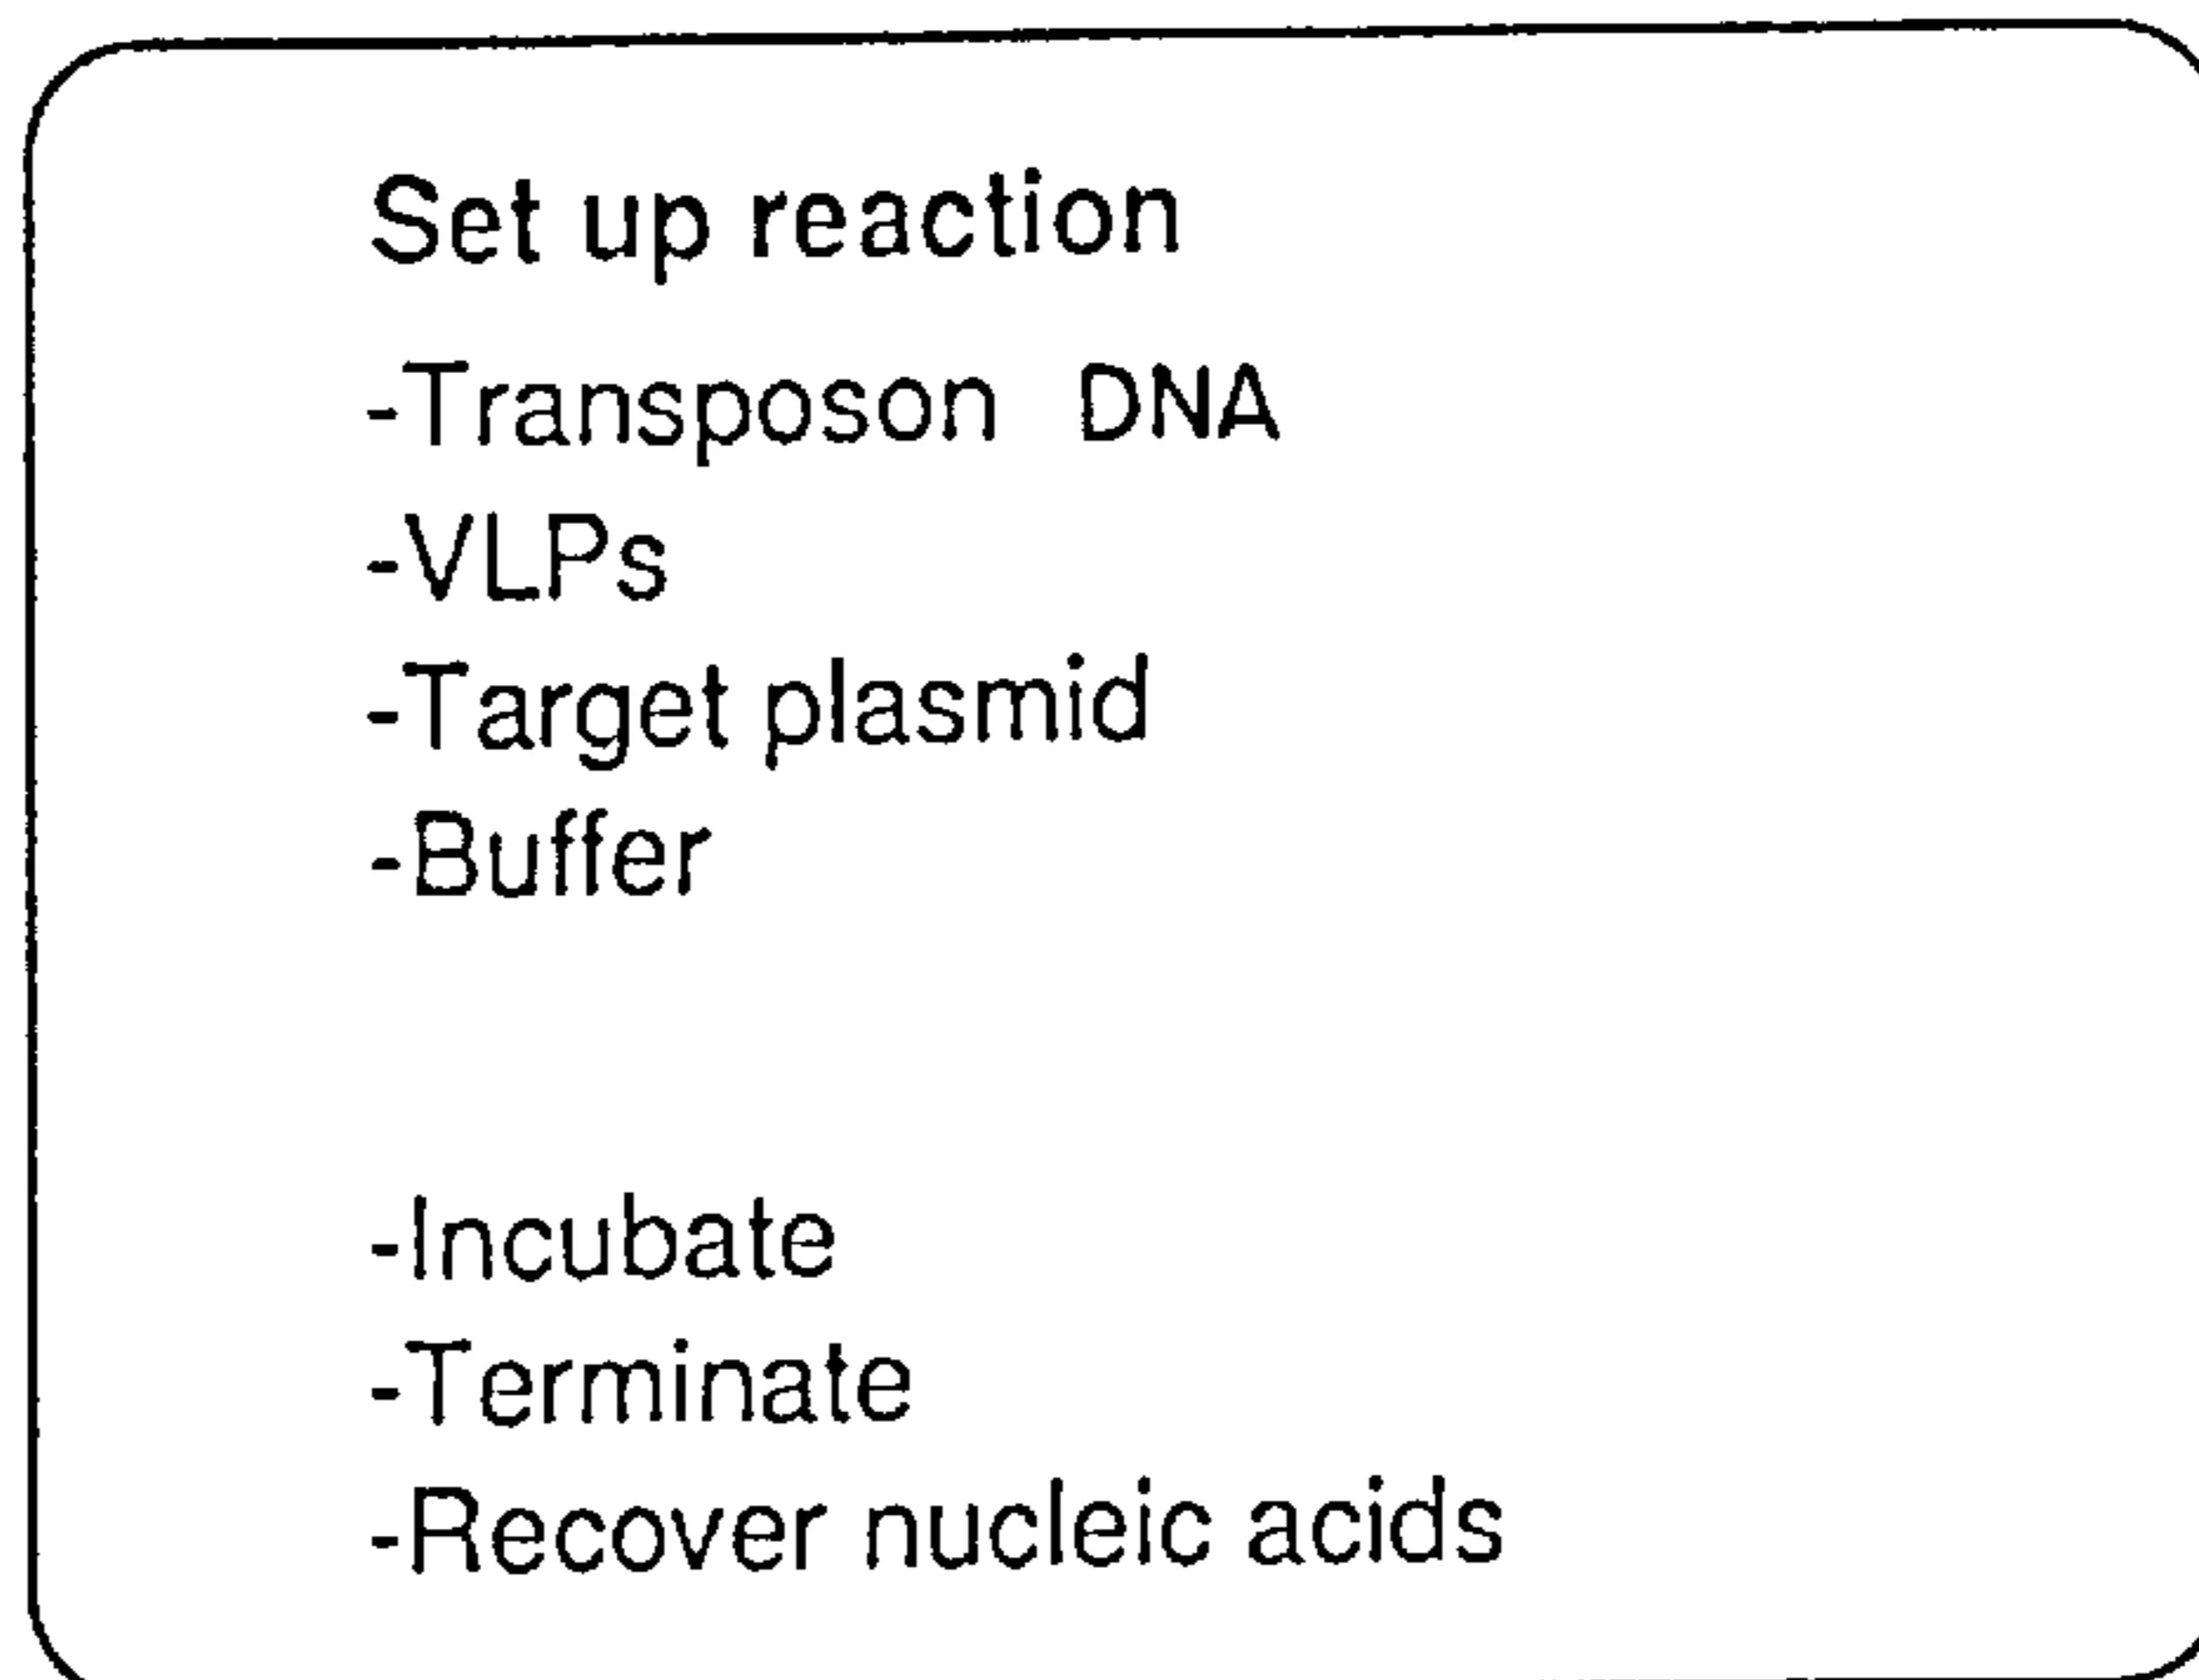 Set up reaction
-Transposon DNA
-VLPs
-Target plasmid
-Buffer
-Incubate
-Terminate
-Recover nucleic acids